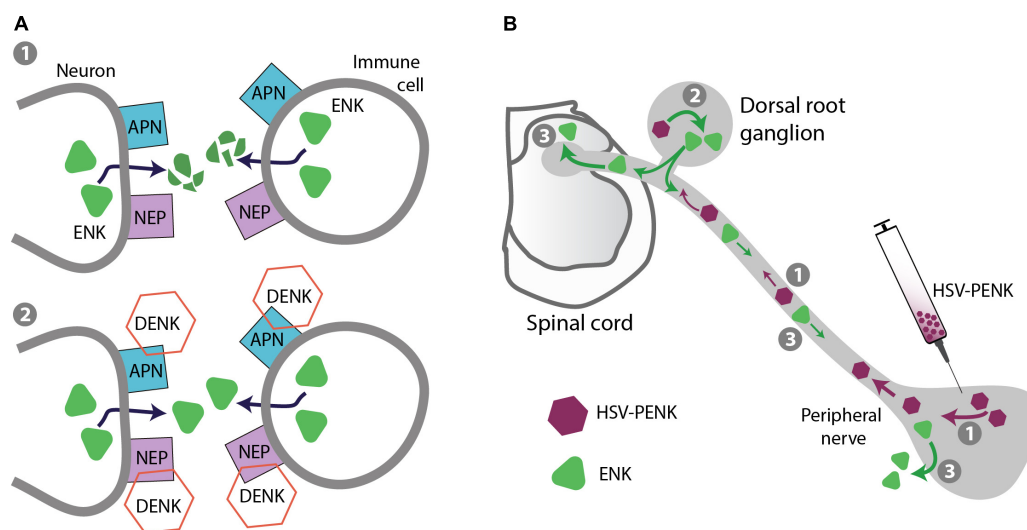 A
1
Neuron
Immune
cell
APN
APN
ENK
ENK
NEP
NEP
2
DENK
DENK
APN
APN
NEP
NEP
DENK
DENK
B
2
Dorsal root
ganglion
3
1
HSV-PENK
Spinal cord
3
HSV-PENK
Peripheral
nerve
1
ENK
3